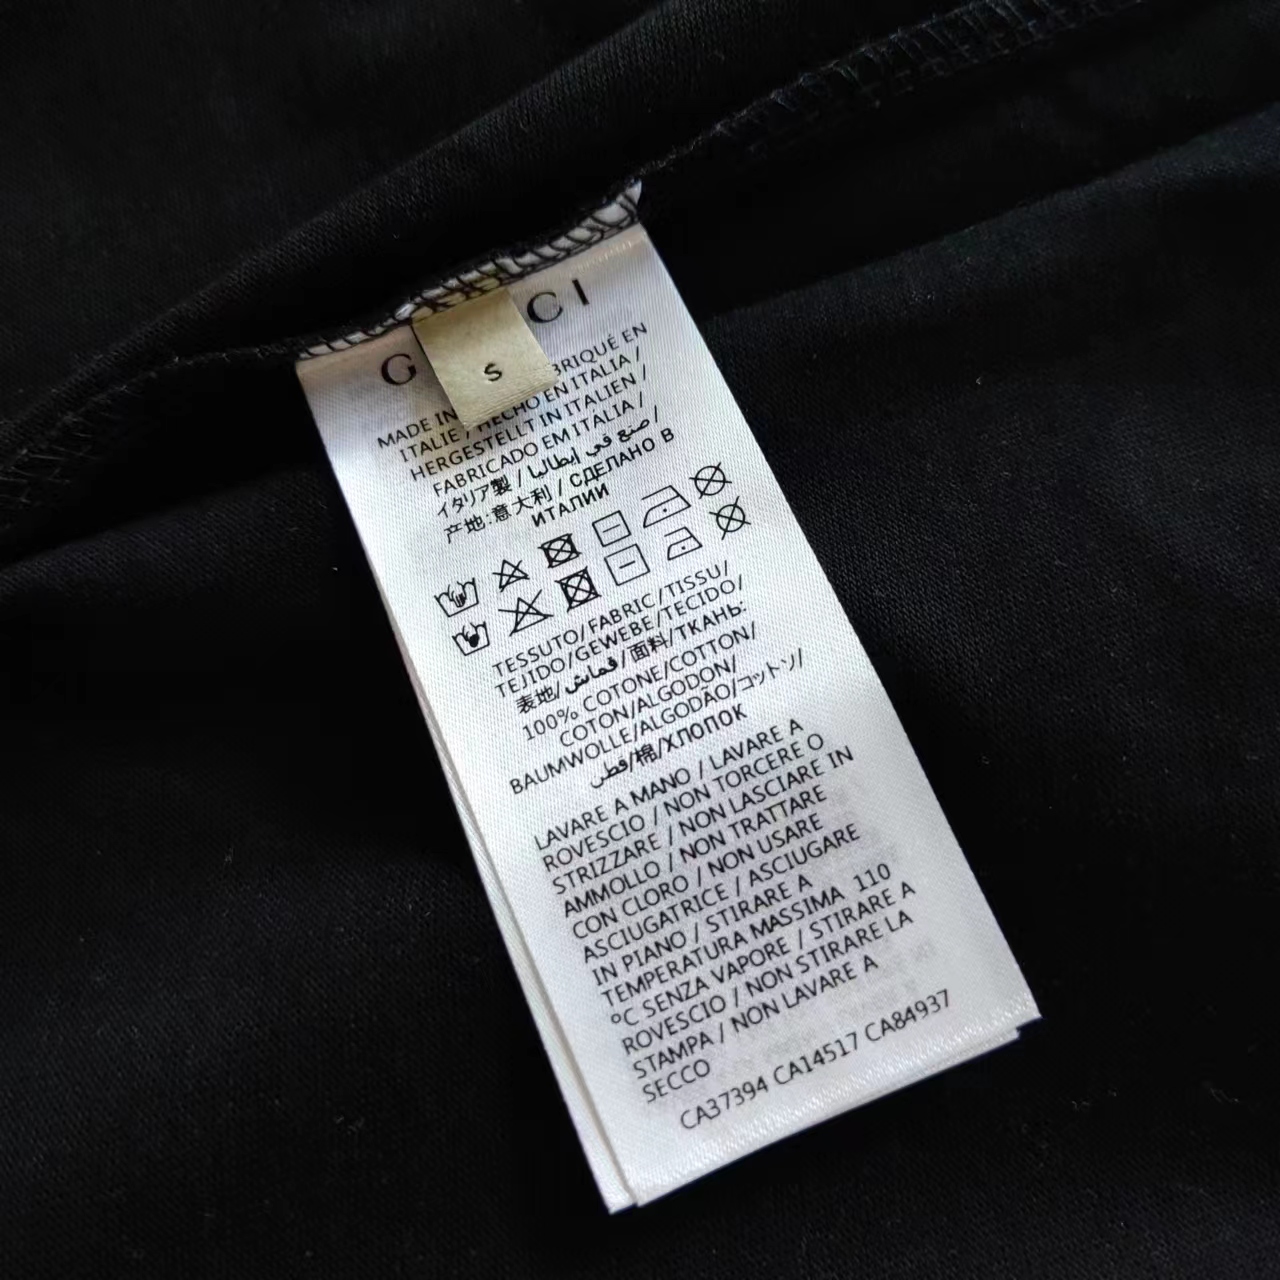 G CI
S
MADE IN BRIQUÉ EN
ITALIE / HECHO EN ITALIA /
HERGESTELLT IN ITALIEN /
FABRICADO EM ITALIA /
イタリア製 / صنع في إيطاليا /
产地:意大利 / СДЕЛАНО В
ИТАЛИИ
TESSUTO/FABRIC/TISSU/
TEJIDO/GEWEBE/TECIDO/
表地/قماش/面料/ТКАНЬ:
100% COTONE/COTTON/
COTON/ALGODON/
BAUMWOLLE/ALGODÃO/コットン/
قطن/棉/ХЛОПОК
LAVARE A MANO / LAVARE A
ROVESCIO / NON TORCERE O
STRIZZARE / NON LASCIARE IN
AMMOLLO / NON TRATTARE
CON CLORO / NON USARE
ASCIUGATRICE / ASCIUGARE
IN PIANO / STIRARE A
TEMPERATURA MASSIMA 110
ºC SENZA VAPORE / STIRARE A
ROVESCIO / NON STIRARE LA
STAMPA / NON LAVARE A
SECCO
CA37394 CA14517 CA84937